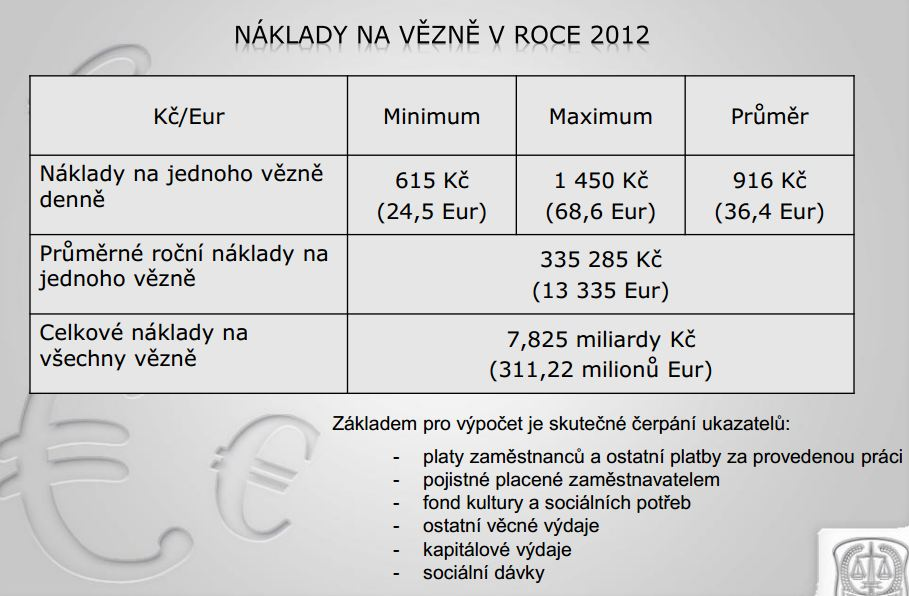 NÁKLADY NA VĚZNĚ V ROCE 2012
Kč/Eur Minimum Maximum Průměr
Náklady na jednoho vězně
denně
615 Kč
(24,5 Eur)
1 450 Kč
(68,6 Eur)
916 Kč
(36,4 Eur)
Průměrné roční náklady na
jednoho vězně
335 285 Kč
(13 335 Eur)
Celkové náklady na
všechny vězně
7,825 miliardy Kč
(311,22 milionů Eur)
Základem pro výpočet je skutečné čerpání ukazatelů:
- platy zaměstnanců a ostatní platby za provedenou práci
- pojistné placené zaměstnavatelem
- fond kultury a sociálních potřeb
- ostatní věcné výdaje
- kapitálové výdaje
- sociální dávky